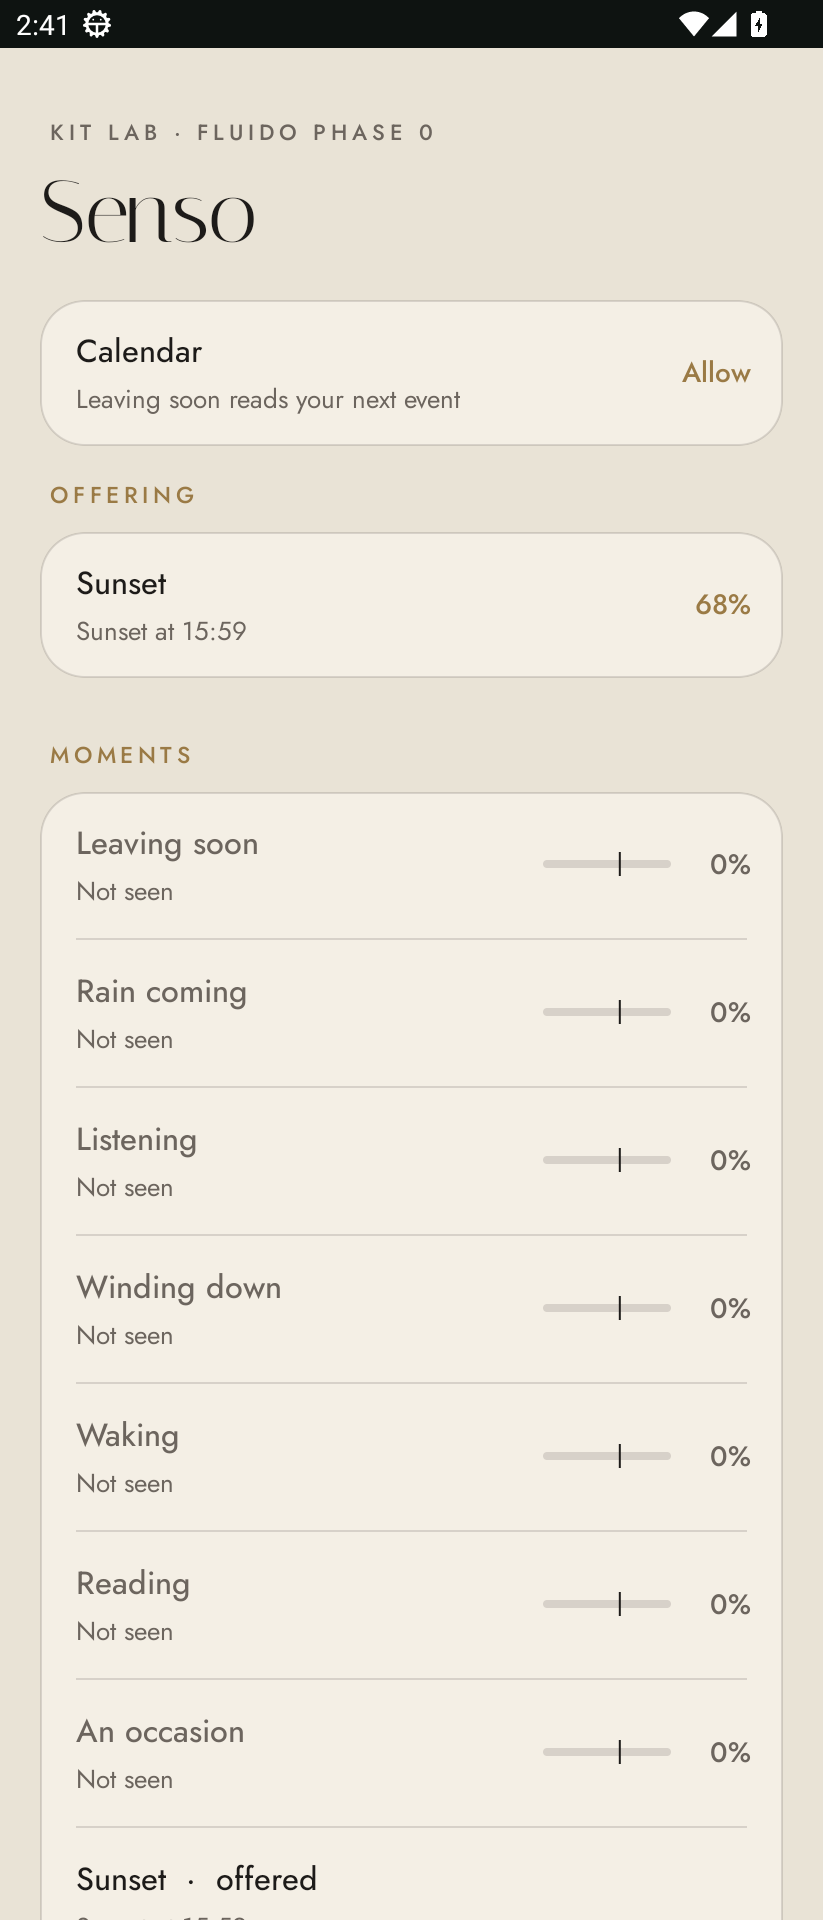 2:41
KIT LAB · FLUIDO PHASE 0
Senso
Calendar
Leaving soon reads your next event
Allow
OFFERING
Sunset
Sunset at 15:59
68%
MOMENTS
Leaving soon
Not seen
0%
Rain coming
Not seen
0%
Listening
Not seen
0%
Winding down
Not seen
0%
Waking
Not seen
0%
Reading
Not seen
0%
An occasion
Not seen
0%
Sunset · offered